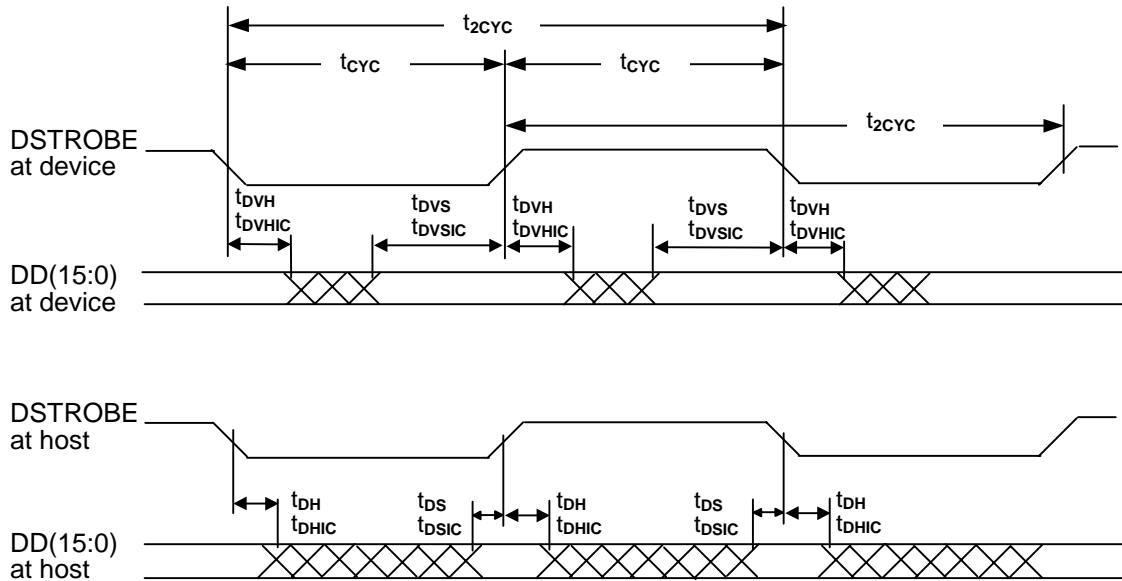 t2CYC
tCYC tCYC
t2CYC
DSTROBE
at device
tDVH tDVS tDVH tDVS tDVH
tDVHIC tDVSIC tDVHIC tDVSIC tDVHIC
DD(15:0)
at device
DSTROBE
at host
tDH tDS tDH tDS tDH
tDHIC tDSIC tDHIC tDSIC tDHIC
DD(15:0)
at host